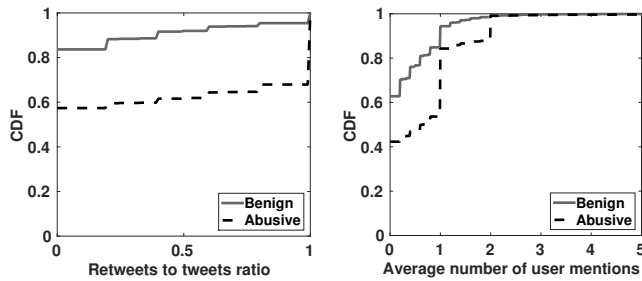 1
0.8
0.6
0.4
0.2
0
CDF
0
0.5
1
Retweets to tweets ratio
Benign
Abusive
1
0.8
0.6
0.4
0.2
0
CDF
0
1
2
3
4
5
Average number of user mentions
Benign
Abusive